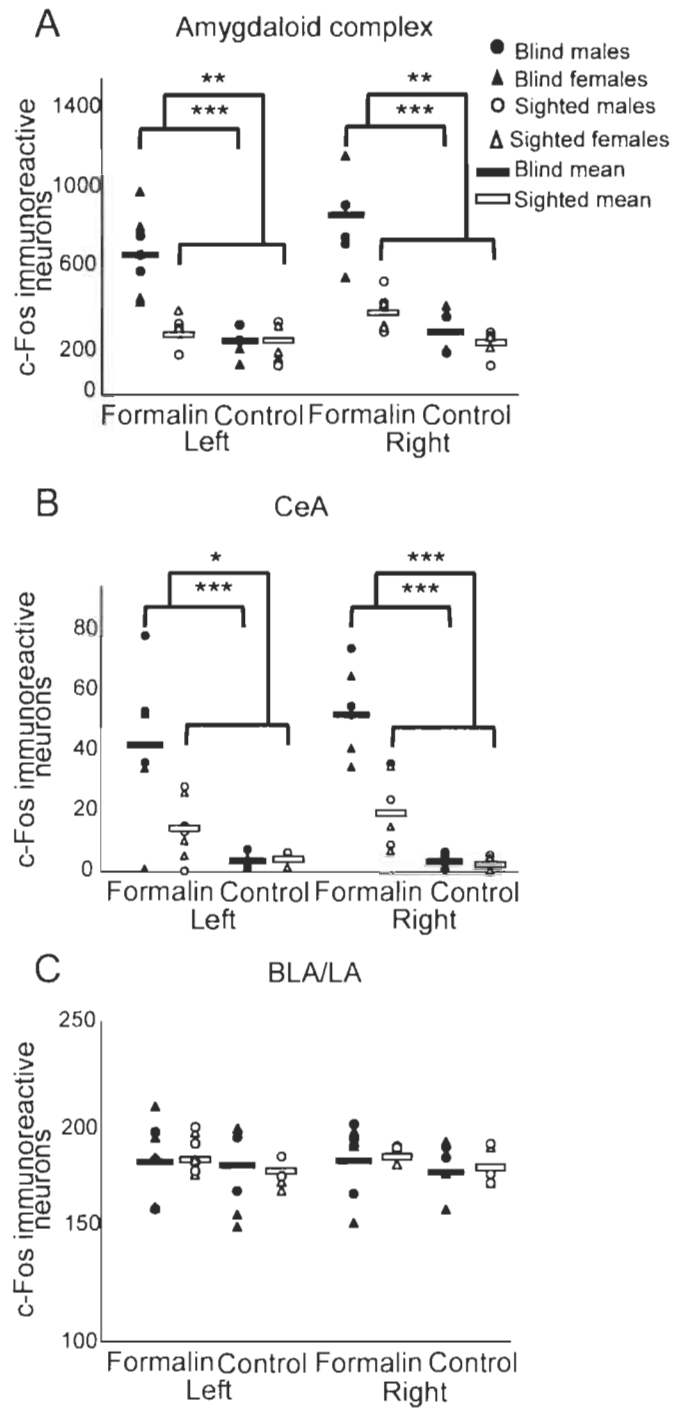 A
Amygdaloid complex
Blind males
Blind females
Sighted males
Sighted females
Blind mean
Sighted mean
c-Fos immunoreactive
neurons
1400
1000
600
200
0
**
***
**
***
Formalin Control Formalin Control
Left Right
B
CeA
c-Fos immunoreactive
neurons
80
60
40
20
0
*
***
***
***
Formalin Control Formalin Control
Left Right
C
BLA/LA
c-Fos immunoreactive
neurons
250
200
150
100
Formalin Control Formalin Control
Left Right